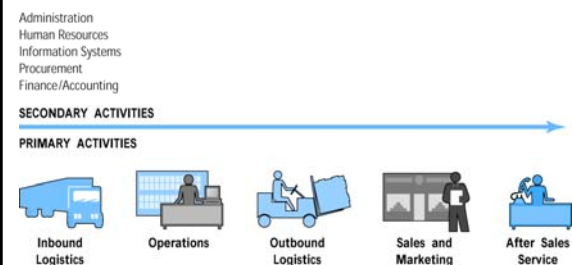 Administration
Human Resources
Information Systems
Procurement
Finance/Accounting
SECONDARY ACTIVITIES
PRIMARY ACTIVITIES
Inbound
Logistics
Operations
Outbound
Logistics
Sales and
Marketing
After Sales
Service